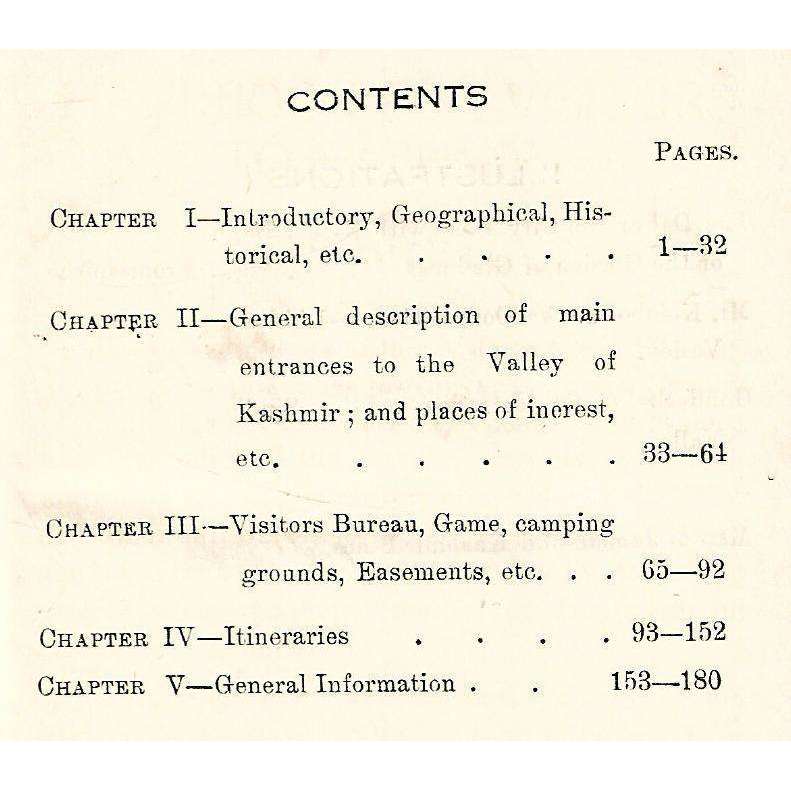 CONTENTS
PAGES.
CHAPTER I—Introductory, Geographical, His-
torical, etc. . . . . 1—32
CHAPTER II—General description of main
entrances to the Valley of
Kashmir ; and places of increst,
etc. . . . . . 33—64
CHAPTER III—Visitors Bureau, Game, camping
grounds, Easements, etc. . . 65—92
CHAPTER IV—Itineraries . . . . 93—152
CHAPTER V—General Information . . 153—180